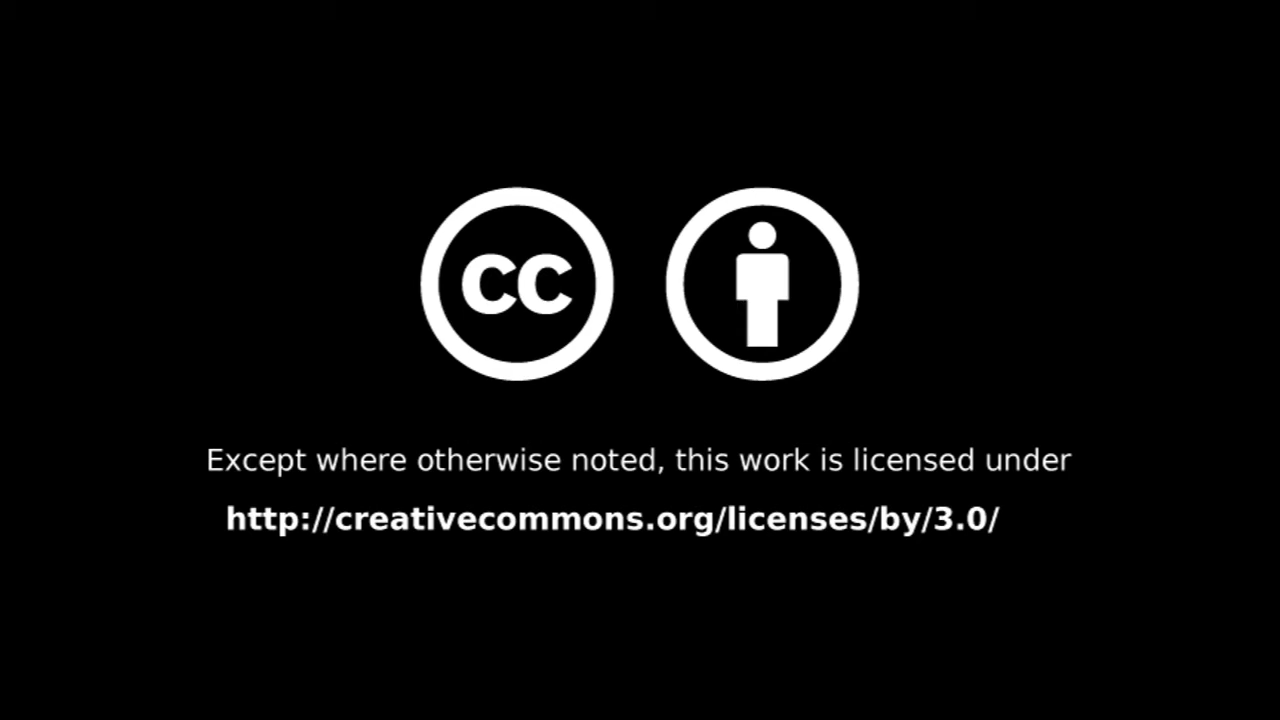 cc
Except where otherwise noted, this work is licensed under
http://creativecommons.org/licenses/by/3.0/